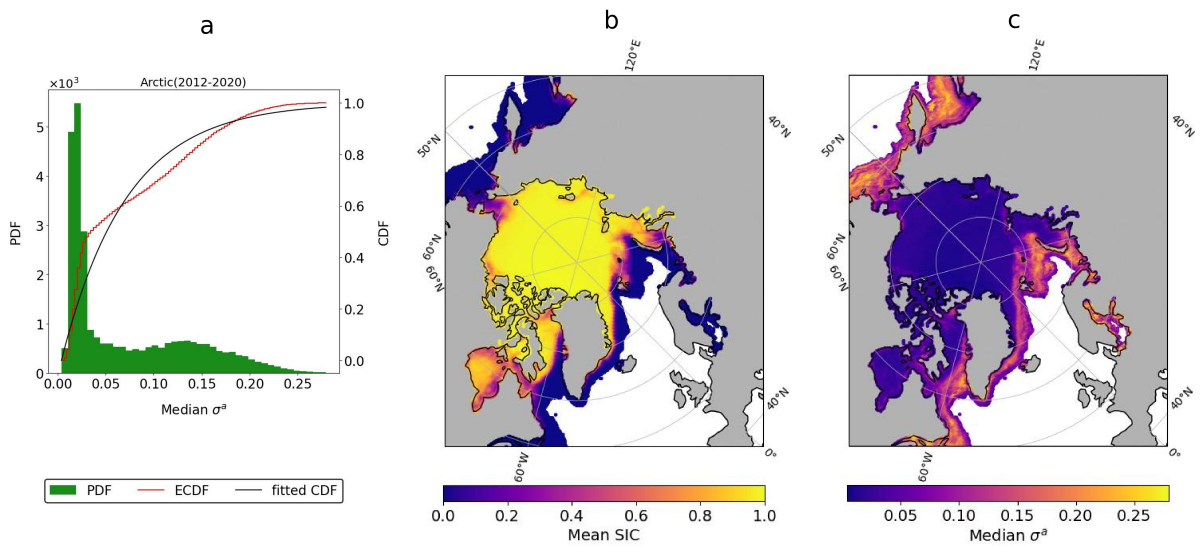 a
b
c
Arctic(2012-2020)
×10³
PDF
0
1
2
3
4
5
CDF
0.0
0.2
0.4
0.6
0.8
1.0
0.00 0.05 0.10 0.15 0.20 0.25
Median σᵃ
PDF ECDF fitted CDF
120°E
50°N
40°N
60°N
60°N
40°N
60°W
0°
0.0 0.2 0.4 0.6 0.8 1.0
Mean SIC
120°E
50°N
40°N
60°N
60°N
40°N
60°W
0°
0.05 0.10 0.15 0.20 0.25
Median σᵃ